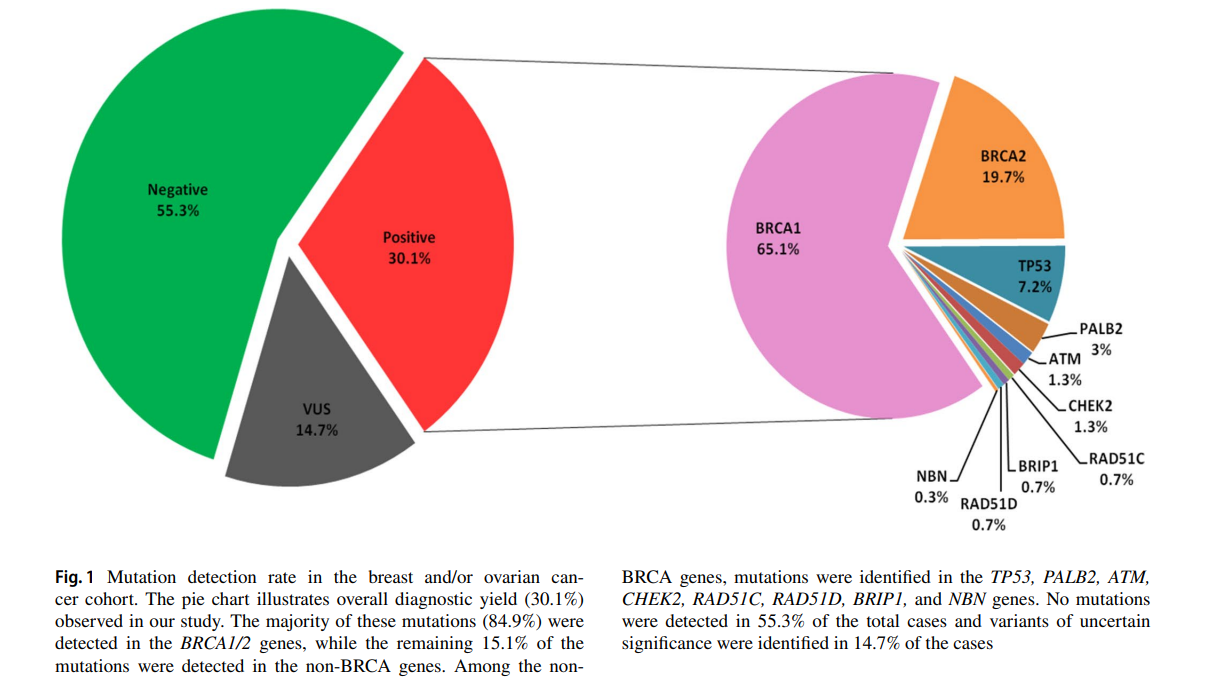 Negative
55.3%
Positive
30.1%
VUS
14.7%
BRCA1
65.1%
BRCA2
19.7%
TP53
7.2%
PALB2
3%
ATM
1.3%
CHEK2
1.3%
RAD51C
0.7%
BRIP1
0.7%
RAD51D
0.7%
NBN
0.3%
Fig. 1 Mutation detection rate in the breast and/or ovarian can-
cer cohort. The pie chart illustrates overall diagnostic yield (30.1%)
observed in our study. The majority of these mutations (84.9%) were
detected in the BRCA1/2 genes, while the remaining 15.1% of the
mutations were detected in the non-BRCA genes. Among the non-
BRCA genes, mutations were identified in the TP53, PALB2, ATM,
CHEK2, RAD51C, RAD51D, BRIP1, and NBN genes. No mutations
were detected in 55.3% of the total cases and variants of uncertain
significance were identified in 14.7% of the cases